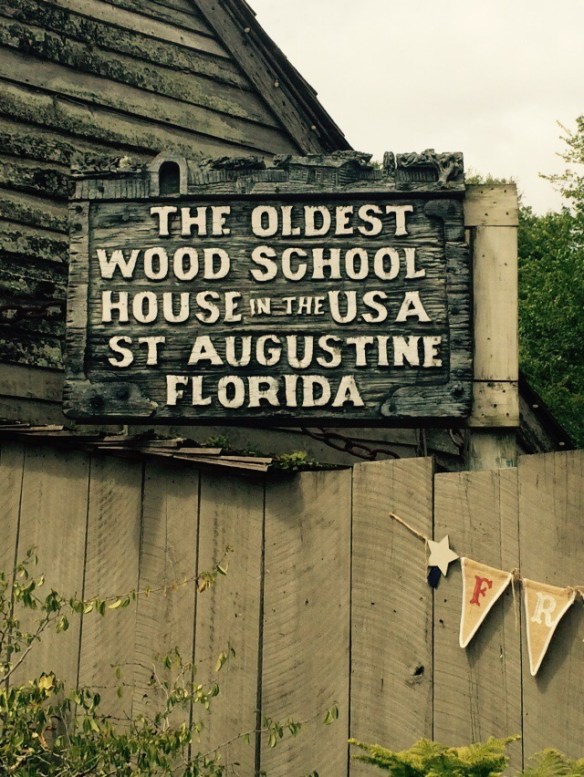 THE OLDEST
WOOD SCHOOL
HOUSE IN THE USA
ST AUGUSTINE
FLORIDA
F R